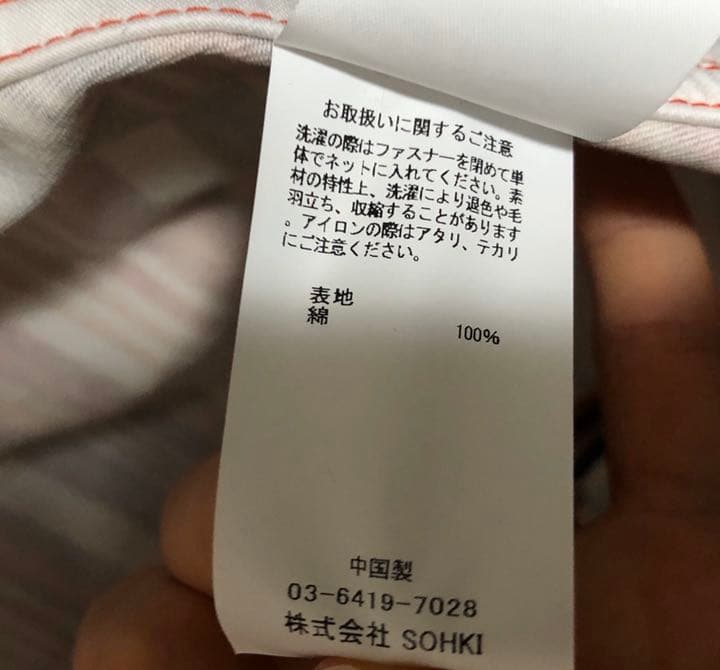 お取扱いに関するご注意
洗濯の際はファスナーを閉めて単
体でネットに入れてください。素
材の特性上、洗濯により退色や毛
羽立ち、収縮することがあります
。アイロンの際はアタリ、テカリ
にご注意ください。
表地
綿 100%
中国製
03-6419-7028
株式会社 SOHKI